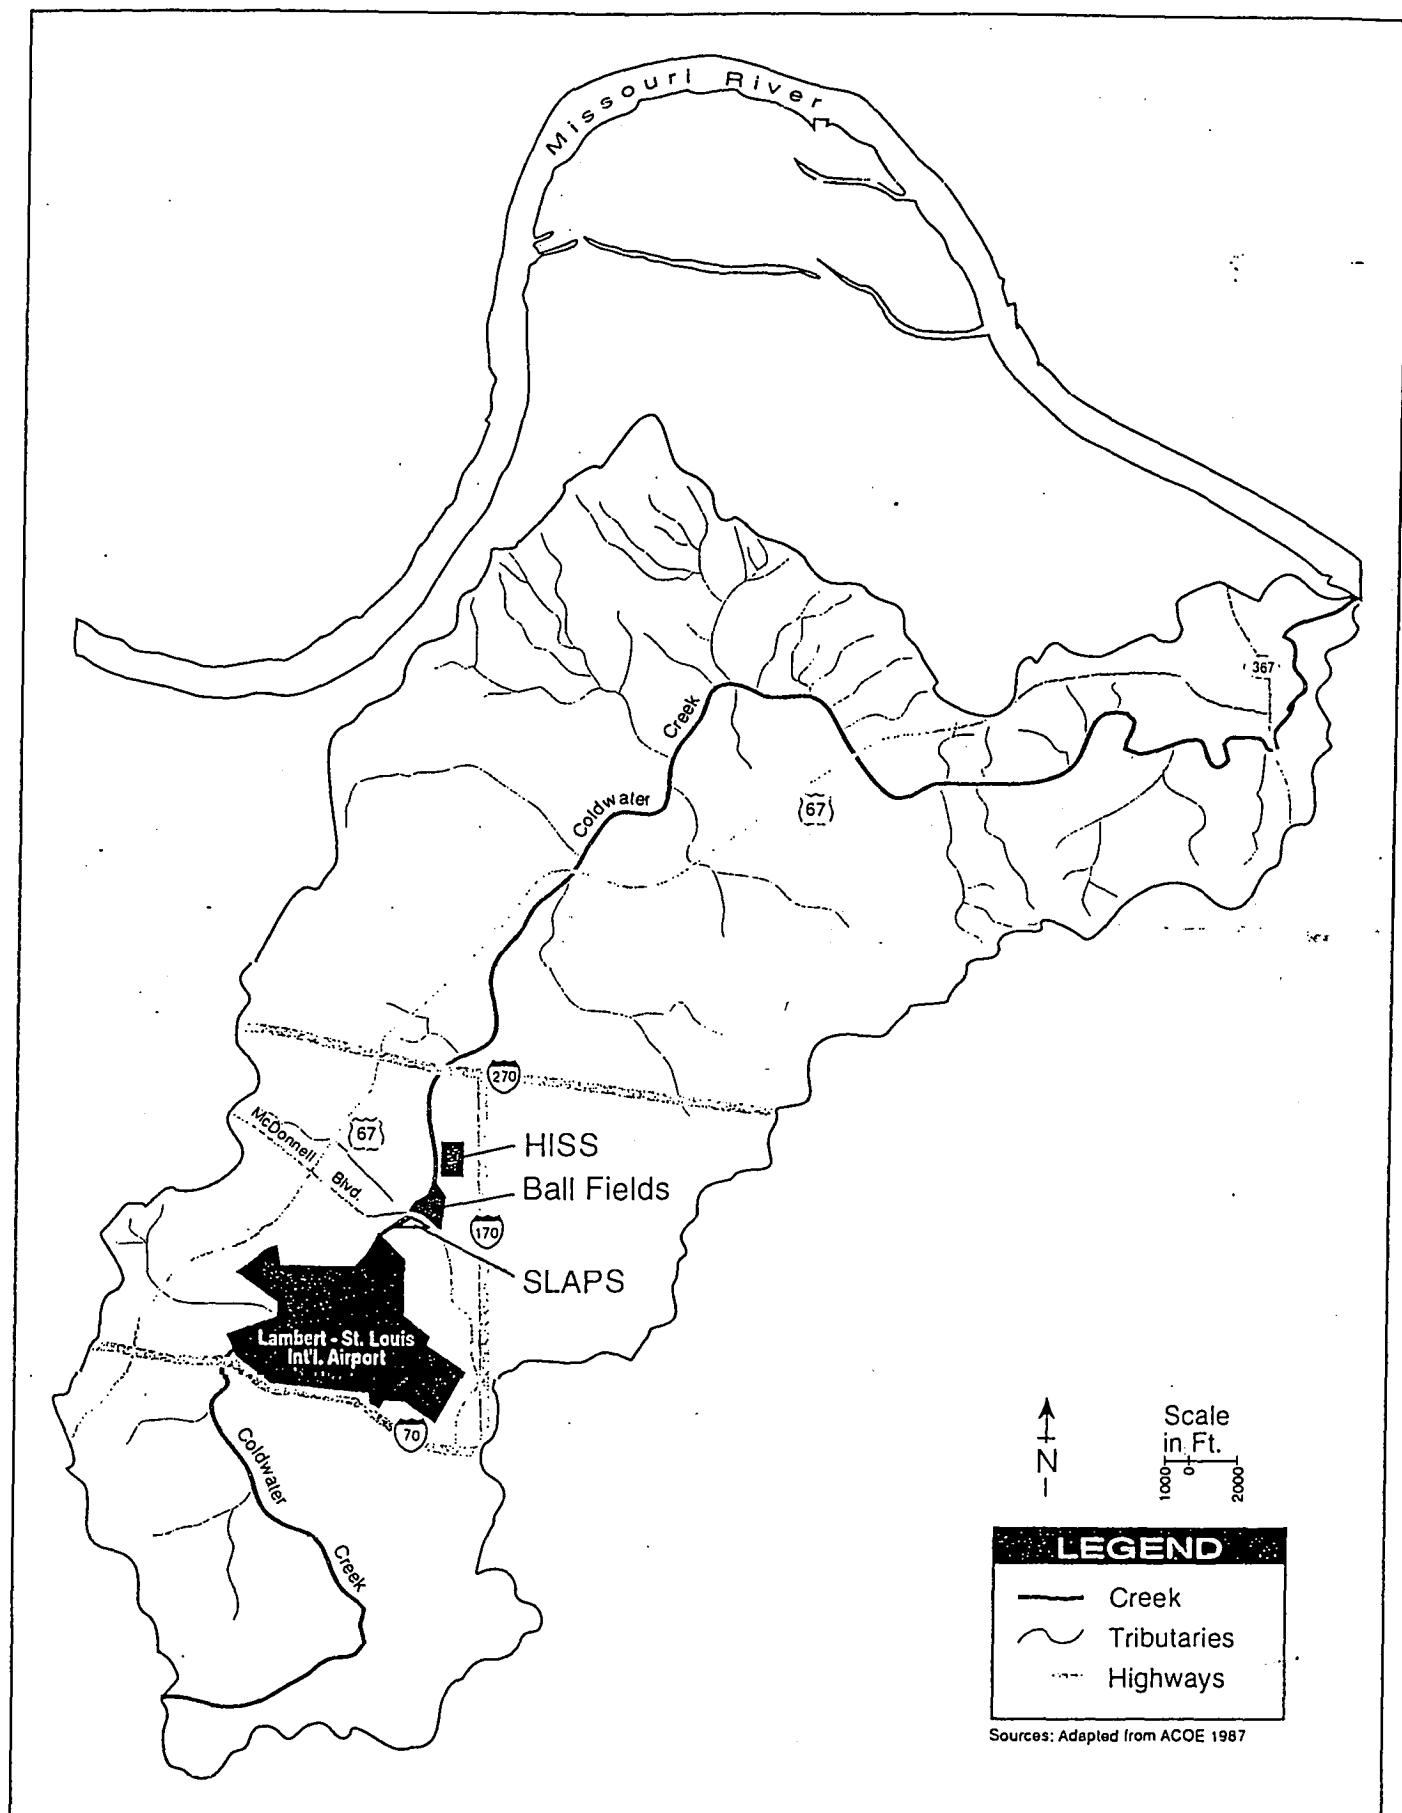 Missouri River
367
Creek
Coldwater
67
270
McDonnell
Blvd.
67
HISS
Ball Fields
170
SLAPS
Lambert - St. Louis
Int'l. Airport
70
Coldwater
Creek
N
Scale
in Ft.
1000 0 2000
LEGEND
Creek
Tributaries
Highways
Sources: Adapted from ACOE 1987